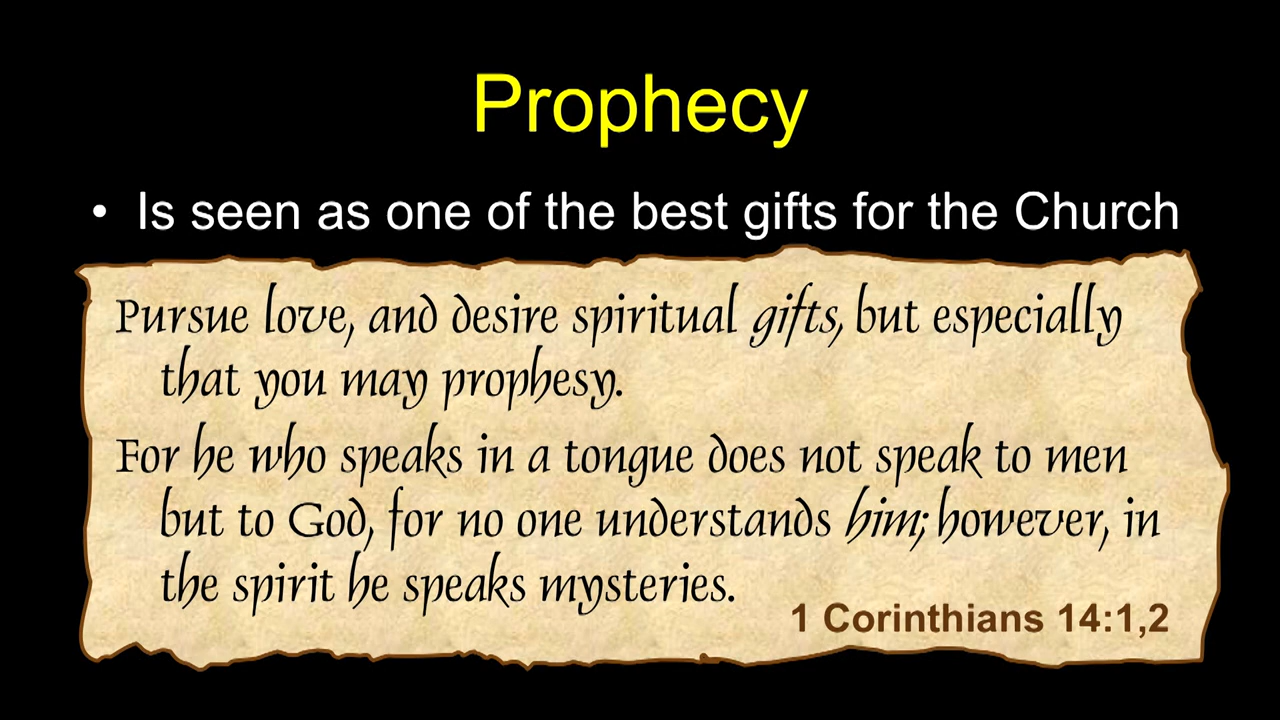 Prophecy
• Is seen as one of the best gifts for the Church
Pursue love, and desire spiritual gifts, but especially
that you may prophesy.
For he who speaks in a tongue does not speak to men
but to God, for no one understands him; however, in
the spirit he speaks mysteries.
1 Corinthians 14:1,2